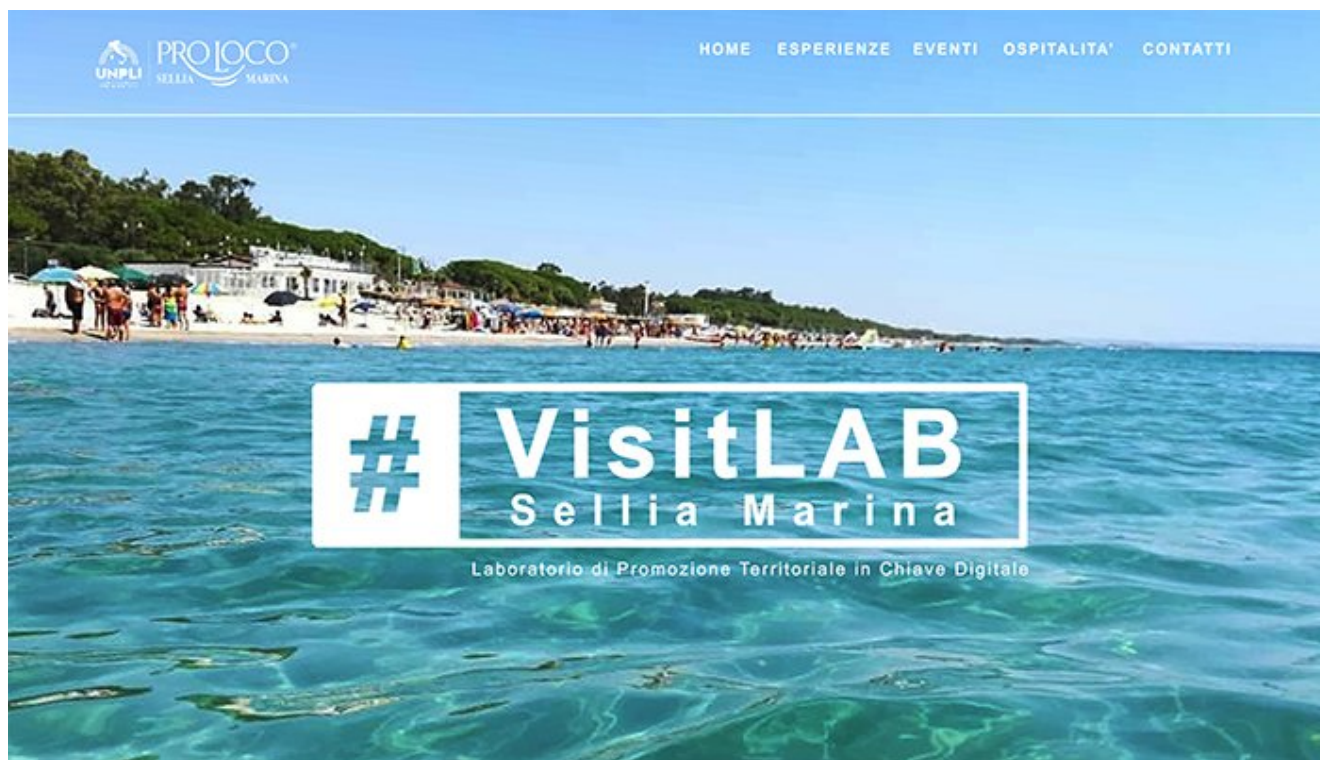 UNPLI
PRO LOCO®
SELLIA MARINA
HOME ESPERIENZE EVENTI OSPITALITA' CONTATTI
# VisitLAB
Sellia Marina
Laboratorio di Promozione Territoriale in Chiave Digitale